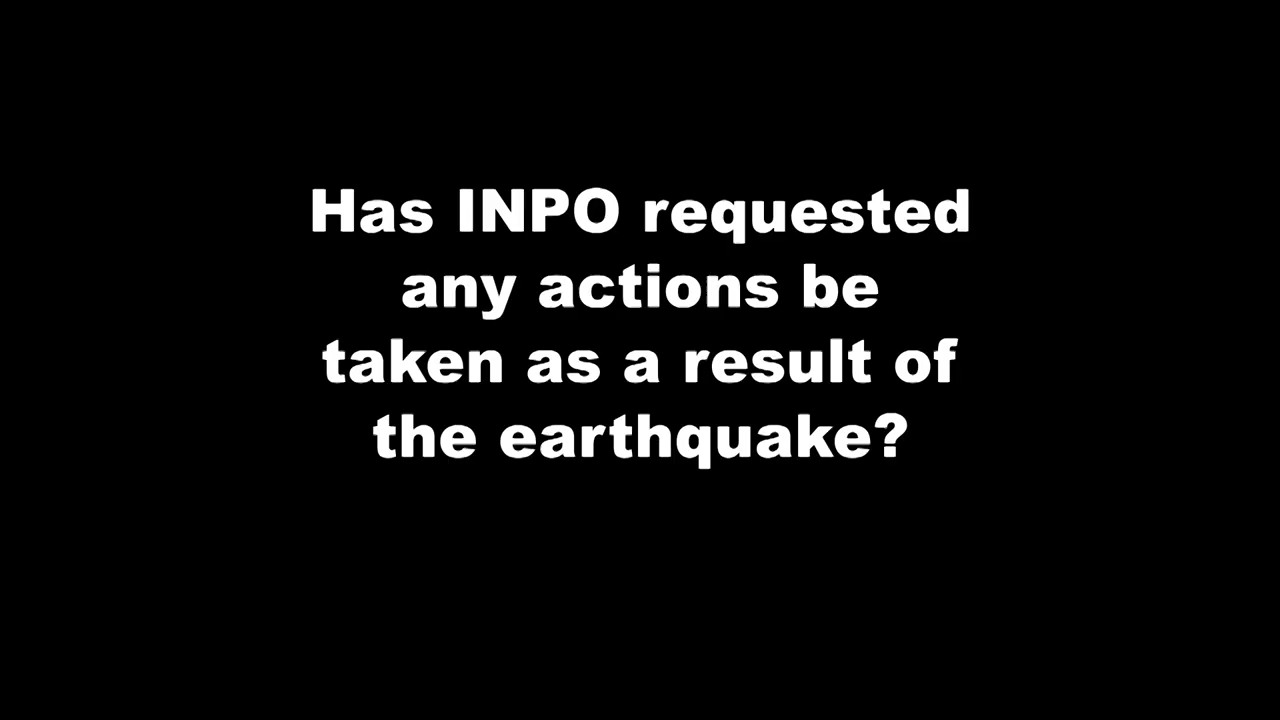 Has INPO requested
any actions be
taken as a result of
the earthquake?